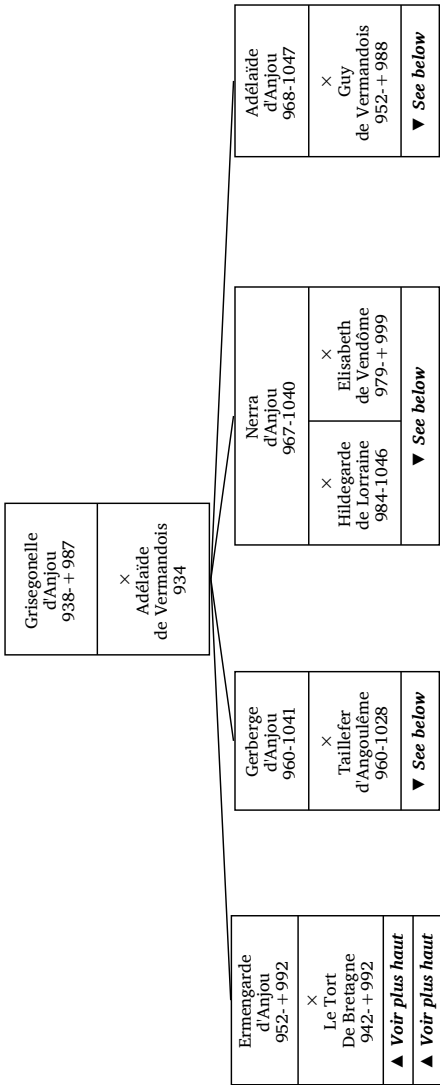 Grisegonelle
d'Anjou
938-+987
×
Adélaïde
de Vermandois
934
Ermengarde
d'Anjou
952-+992
×
Le Tort
De Bretagne
942-+992
▲ Voir plus haut
▲ Voir plus haut
Gerberge
d'Anjou
960-1041
×
Taillefer
d'Angoulême
960-1028
▼ See below
Nerra
d'Anjou
967-1040
×
Hildegarde
de Lorraine
984-1046
×
Elisabeth
de Vendôme
979-+999
▼ See below
Adélaïde
d'Anjou
968-1047
×
Guy
de Vermandois
952-+988
▼ See below